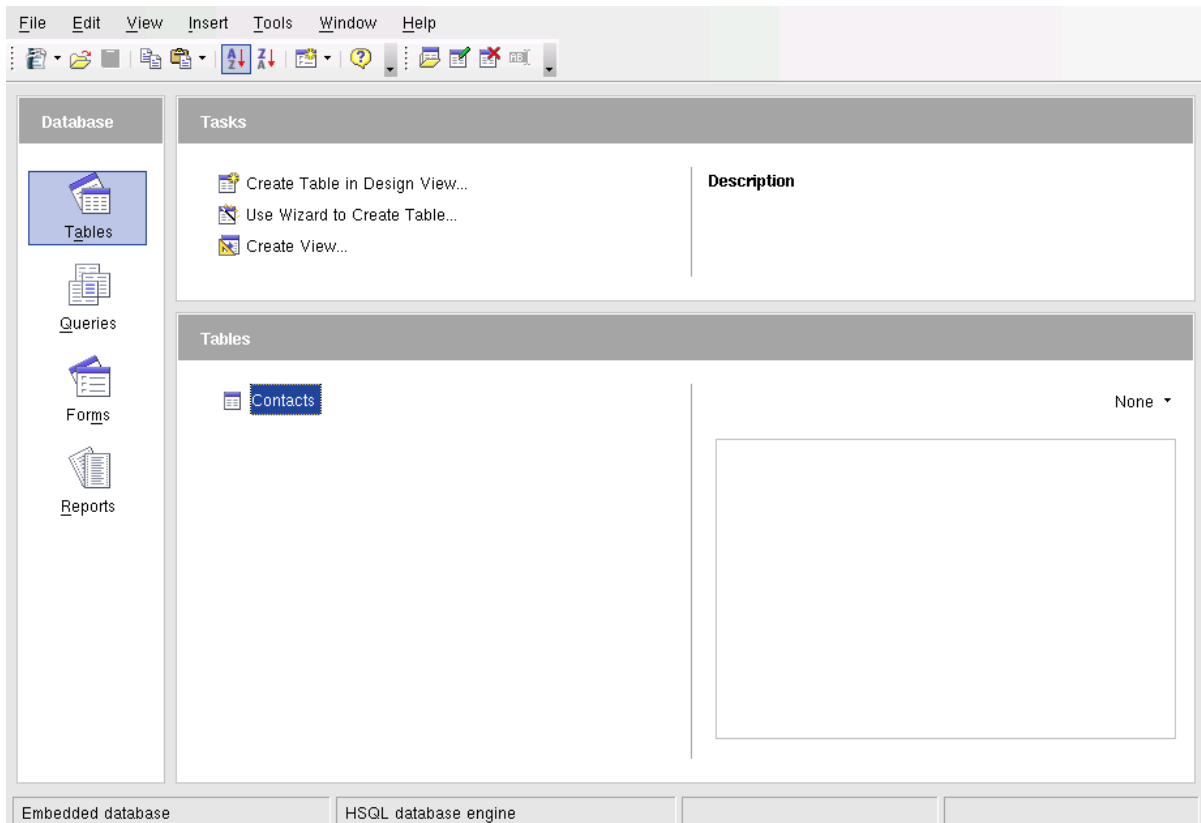 File Edit View Insert Tools Window Help
Database
Tables
Queries
Forms
Reports
Tasks
Create Table in Design View...
Use Wizard to Create Table...
Create View...
Description
Tables
Contacts
None
Embedded database
HSQL database engine